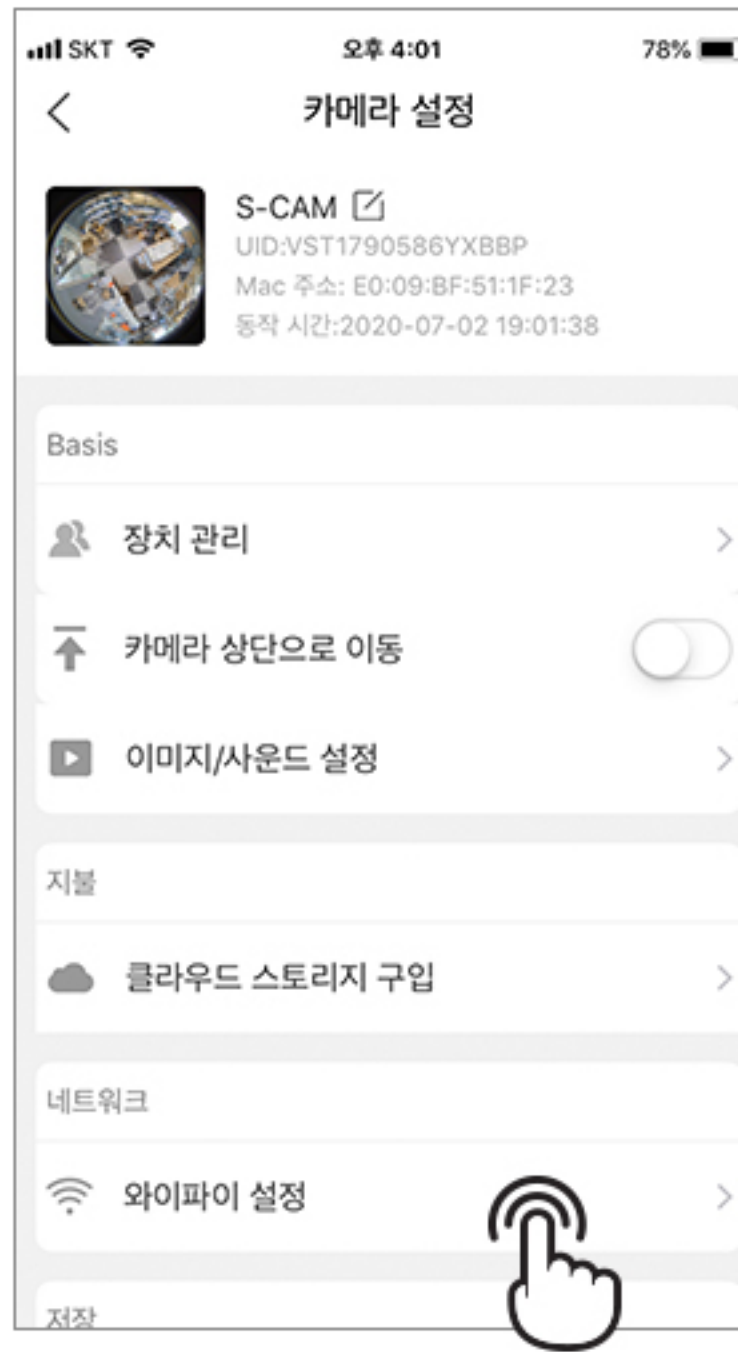 SKT 오후 4:01 78%
카메라 설정
S-CAM
UID:VST1790586YXBBP
Mac 주소: E0:09:BF:51:1F:23
동작 시간:2020-07-02 19:01:38
Basis
장치 관리
카메라 상단으로 이동
이미지/사운드 설정
지불
클라우드 스토리지 구입
네트워크
와이파이 설정
저장